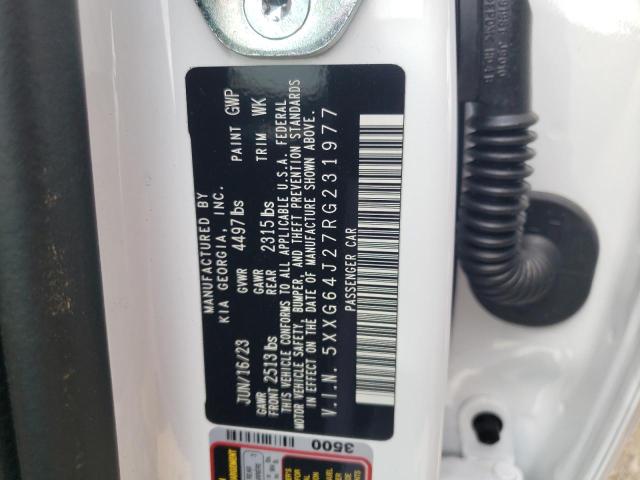 MANUFACTURED BY
KIA GEORGIA, INC.
JUN/16/23 GVWR 4497lbs PAINT GWP
GAWR FRONT 2513lbs GAWR REAR 2315lbs TRIM WK
THIS VEHICLE CONFORMS TO ALL APPLICABLE U.S.A. FEDERAL
MOTOR VEHICLE SAFETY, BUMPER, AND THEFT PREVENTION STANDARDS
IN EFFECT ON THE DATE OF MANUFACTURE SHOWN ABOVE.
V.I.N. 5XXG64J27RG231977
PASSENGER CAR
3500